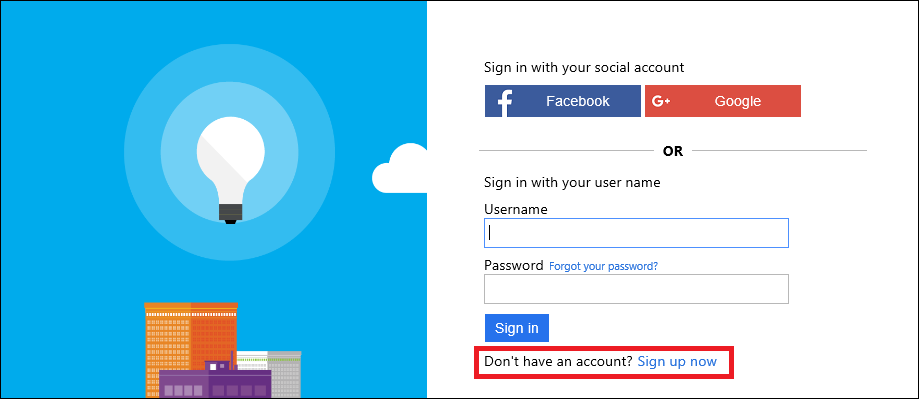 Sign in with your social account
Facebook
Google
OR
Sign in with your user name
Username
Password Forgot your password?
Sign in
Don't have an account? Sign up now